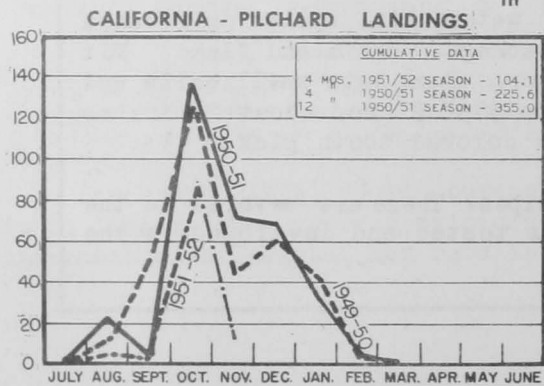 In
CALIFORNIA - PILCHARD LANDINGS
CUMULATIVE DATA
4 MOS. 1951/52 SEASON - 104.1
4 " 1950/51 SEASON - 225.6
12 1950/51 SEASON - 355.0
160
140
120
100
80
60
40
20
0
1950-51
1951-52
1949-50
JULY AUG. SEPT. OCT. NOV. DEC. JAN. FEB. MAR. APR. MAY JUNE